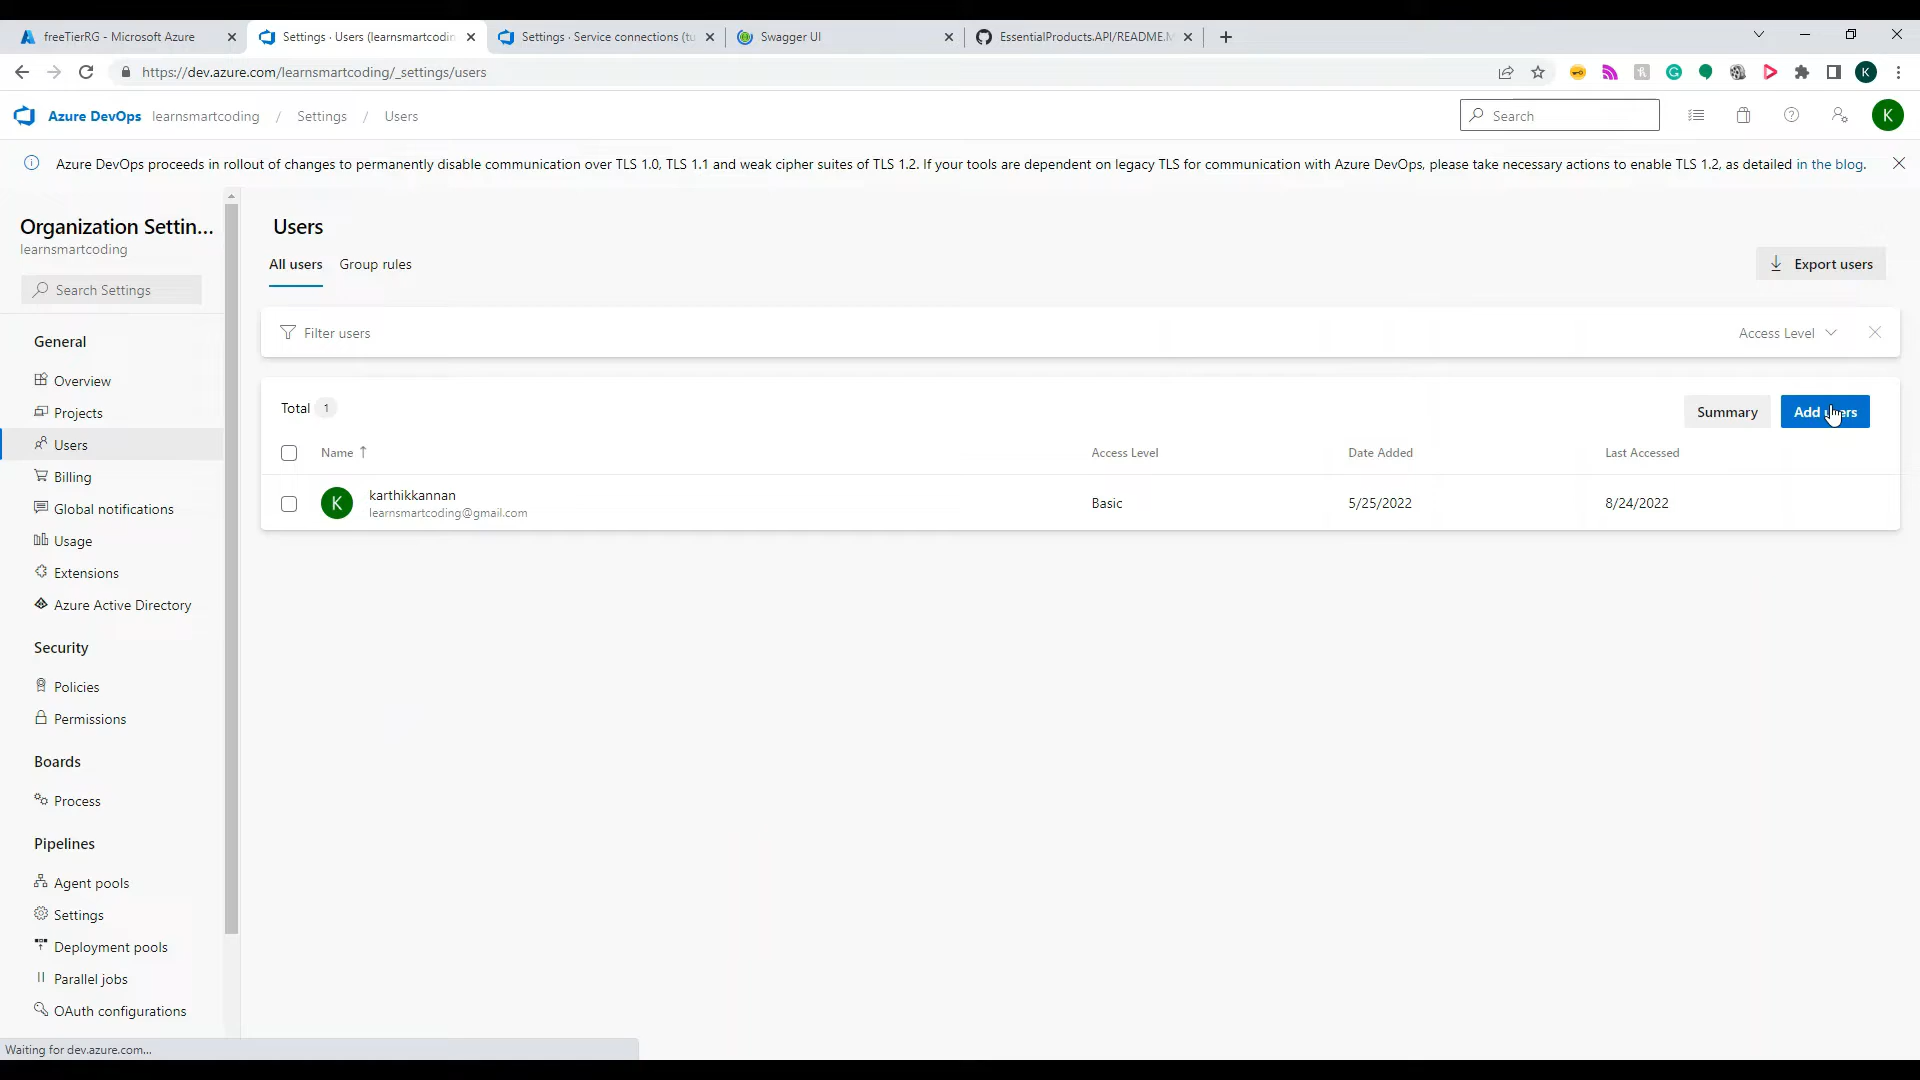 freeTierRG - Microsoft Azure
Settings · Users (learnsmartcodin
Settings · Service connections (tu
Swagger UI
EssentialProducts.API/README.M
https://dev.azure.com/learnsmartcoding/_settings/users
K
Azure DevOps learnsmartcoding / Settings / Users
Search
K
Azure DevOps proceeds in rollout of changes to permanently disable communication over TLS 1.0, TLS 1.1 and weak cipher suites of TLS 1.2. If your tools are dependent on legacy TLS for communication with Azure DevOps, please take necessary actions to enable TLS 1.2, as detailed in the blog.
Organization Settin...
learnsmartcoding
Search Settings
General
Overview
Projects
Users
Billing
Global notifications
Usage
Extensions
Azure Active Directory
Security
Policies
Permissions
Boards
Process
Pipelines
Agent pools
Settings
Deployment pools
Parallel jobs
OAuth configurations
Users
All users Group rules
Export users
Filter users
Access Level
Total 1
Summary
Add users
Name Access Level Date Added Last Accessed
K
karthikkannan
learnsmartcoding@gmail.com
Basic 5/25/2022 8/24/2022
Waiting for dev.azure.com...